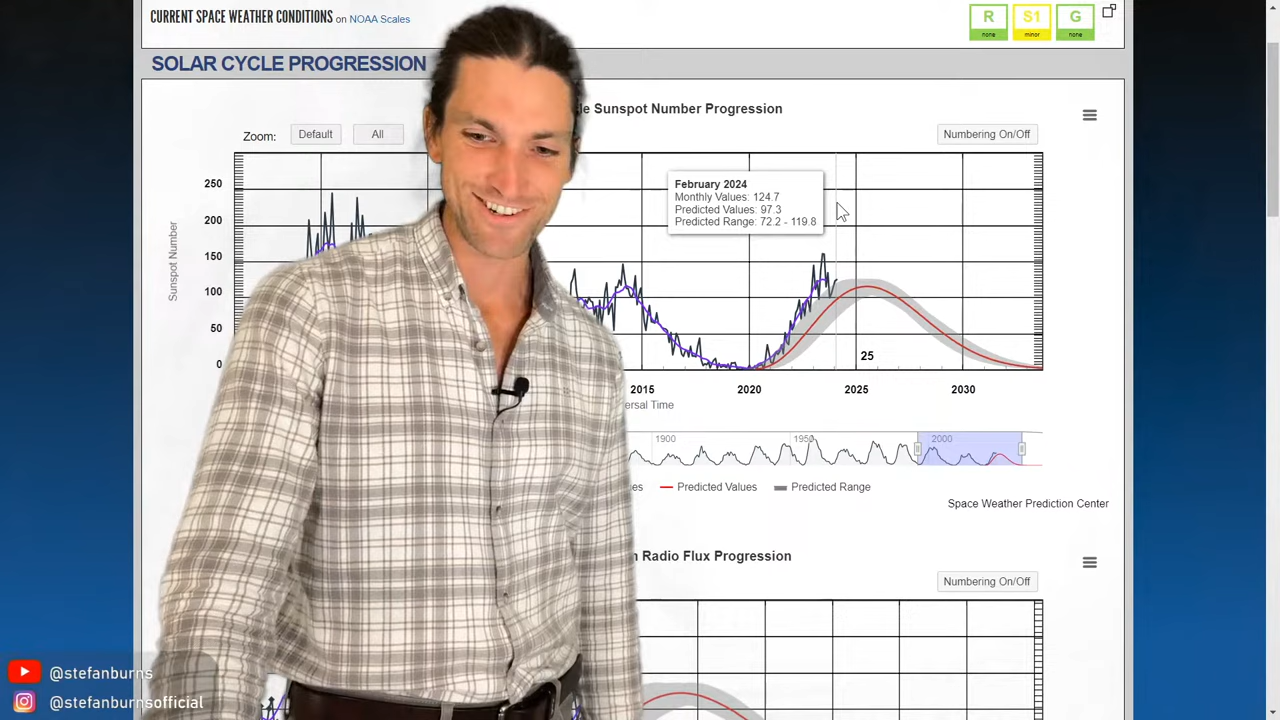 CURRENT SPACE WEATHER CONDITIONS on NOAA Scales
R
none
S1
minor
G
none
SOLAR CYCLE PROGRESSION
Sunspot Number Progression
Zoom:
Default
All
Numbering On/Off
February 2024
Monthly Values: 124.7
Predicted Values: 97.3
Predicted Range: 72.2 - 119.8
250
200
150
100
50
0
Sunspot Number
25
2015
2020
2025
2030
ersal Time
1900
1950
2000
es
Predicted Values
Predicted Range
Space Weather Prediction Center
Radio Flux Progression
Numbering On/Off
@stefanburns
@stefanburnsofficial